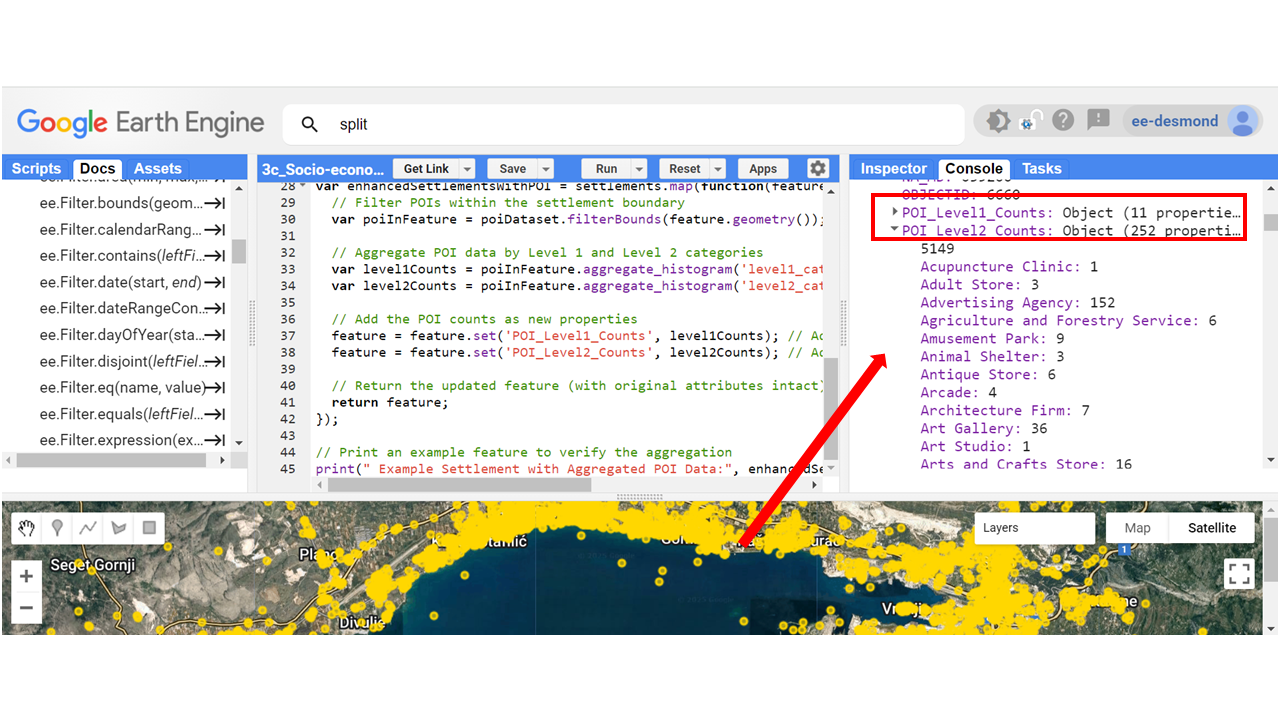 Google Earth Engine
split
ee-desmond
Scripts
Docs
Assets
3c_Socio-econo...
Get Link
Save
Run
Reset
Apps
Inspector
Console
Tasks
ee.Filter.bounds(geom...
ee.Filter.calendarRang...
ee.Filter.contains(leftFi...
ee.Filter.date(start, end)
ee.Filter.dateRangeCon...
ee.Filter.dayOfYear(sta...
ee.Filter.disjoint(leftFiel...
ee.Filter.eq(name, value)
ee.Filter.equals(leftField...
ee.Filter.expression(ex...
28 var enhancedSettlementsWithPOI = settlements.map(function(feature
29 // Filter POIs within the settlement boundary
30 var poiInFeature = poiDataset.filterBounds(feature.geometry());
31
32 // Aggregate POI data by Level 1 and Level 2 categories
33 var level1Counts = poiInFeature.aggregate_histogram('level1_cat
34 var level2Counts = poiInFeature.aggregate_histogram('level2_cat
35
36 // Add the POI counts as new properties
37 feature = feature.set('POI_Level1_Counts', level1Counts); // Ad
38 feature = feature.set('POI_Level2_Counts', level2Counts); // Ad
39
40 // Return the updated feature (with original attributes intact)
41 return feature;
42 });
43
44 // Print an example feature to verify the aggregation
45 print(" Example Settlement with Aggregated POI Data:", enhancedSe
OBJECTID: 6660
POI_Level1_Counts: Object (11 propertie...
POI_Level2_Counts: Object (252 properti...
5149
Acupuncture Clinic: 1
Adult Store: 3
Advertising Agency: 152
Agriculture and Forestry Service: 6
Amusement Park: 9
Animal Shelter: 3
Antique Store: 6
Arcade: 4
Architecture Firm: 7
Art Gallery: 36
Art Studio: 1
Arts and Crafts Store: 16
Layers
Map
Satellite
1
Seget Gornji
Divulje